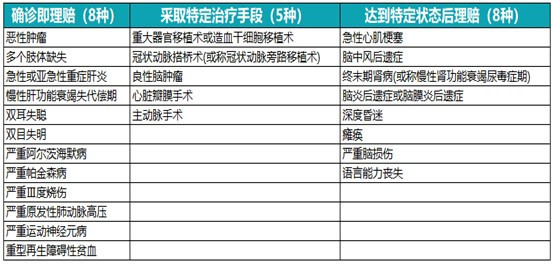 确诊即理赔（8种） 采取特定治疗手段（5种） 达到特定状态后理赔（8种）
恶性肿瘤 重大器官移植术或造血干细胞移植术 急性心肌梗塞
多个肢体缺失 冠状动脉搭桥术(或称冠状动脉旁路移植术) 脑中风后遗症
急性或亚急性重症肝炎 良性脑肿瘤 终末期肾病(或称慢性肾功能衰竭尿毒症期)
慢性肝功能衰竭失代偿期 心脏瓣膜手术 脑炎后遗症或脑膜炎后遗症
双耳失聪 主动脉手术 深度昏迷
双目失明 瘫痪
严重阿尔茨海默病 严重脑损伤
严重帕金森病 语言能力丧失
严重Ⅲ度烧伤
严重原发性肺动脉高压
严重运动神经元病
重型再生障碍性贫血